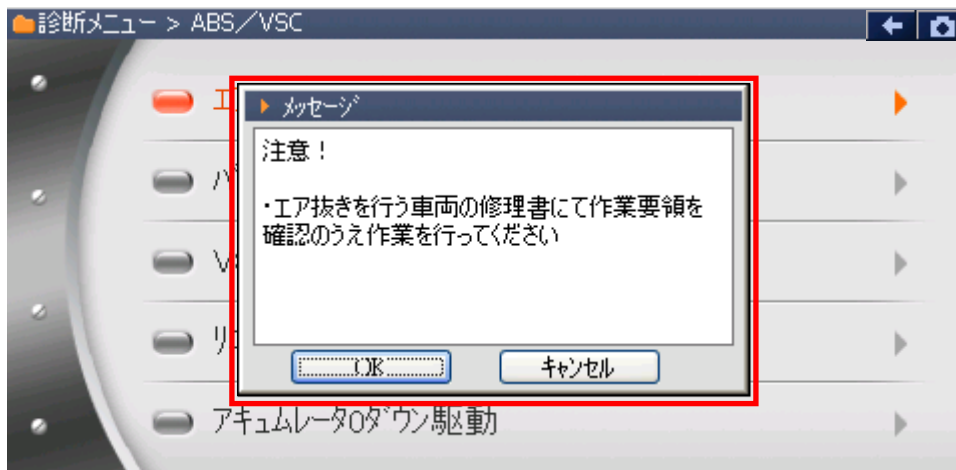 診断メニュー > ABS／VSC
メッセージ
注意！
・エア抜きを行う車両の修理書にて作業要領を
確認のうえ作業を行ってください
OK
キャンセル
アキュムレータ0ダウン駆動